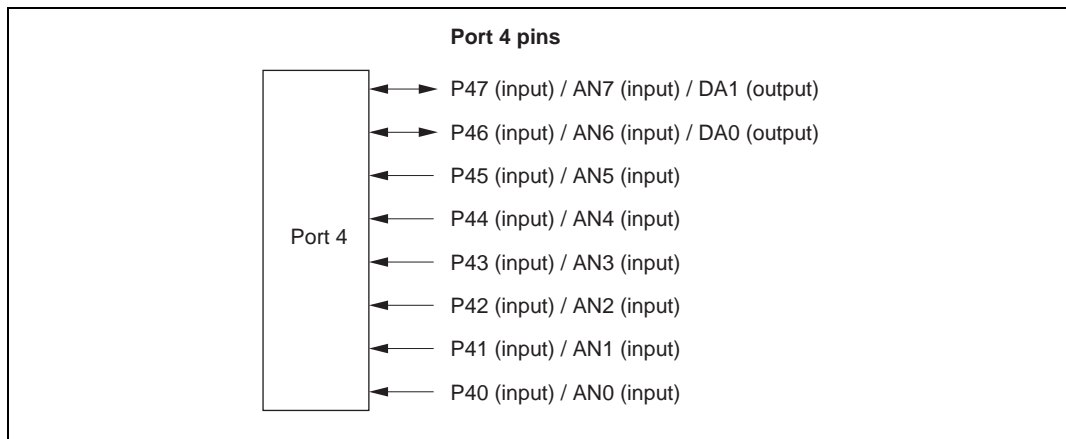 Port 4 pins
P47 (input) / AN7 (input) / DA1 (output)
P46 (input) / AN6 (input) / DA0 (output)
P45 (input) / AN5 (input)
P44 (input) / AN4 (input)
Port 4
P43 (input) / AN3 (input)
P42 (input) / AN2 (input)
P41 (input) / AN1 (input)
P40 (input) / AN0 (input)